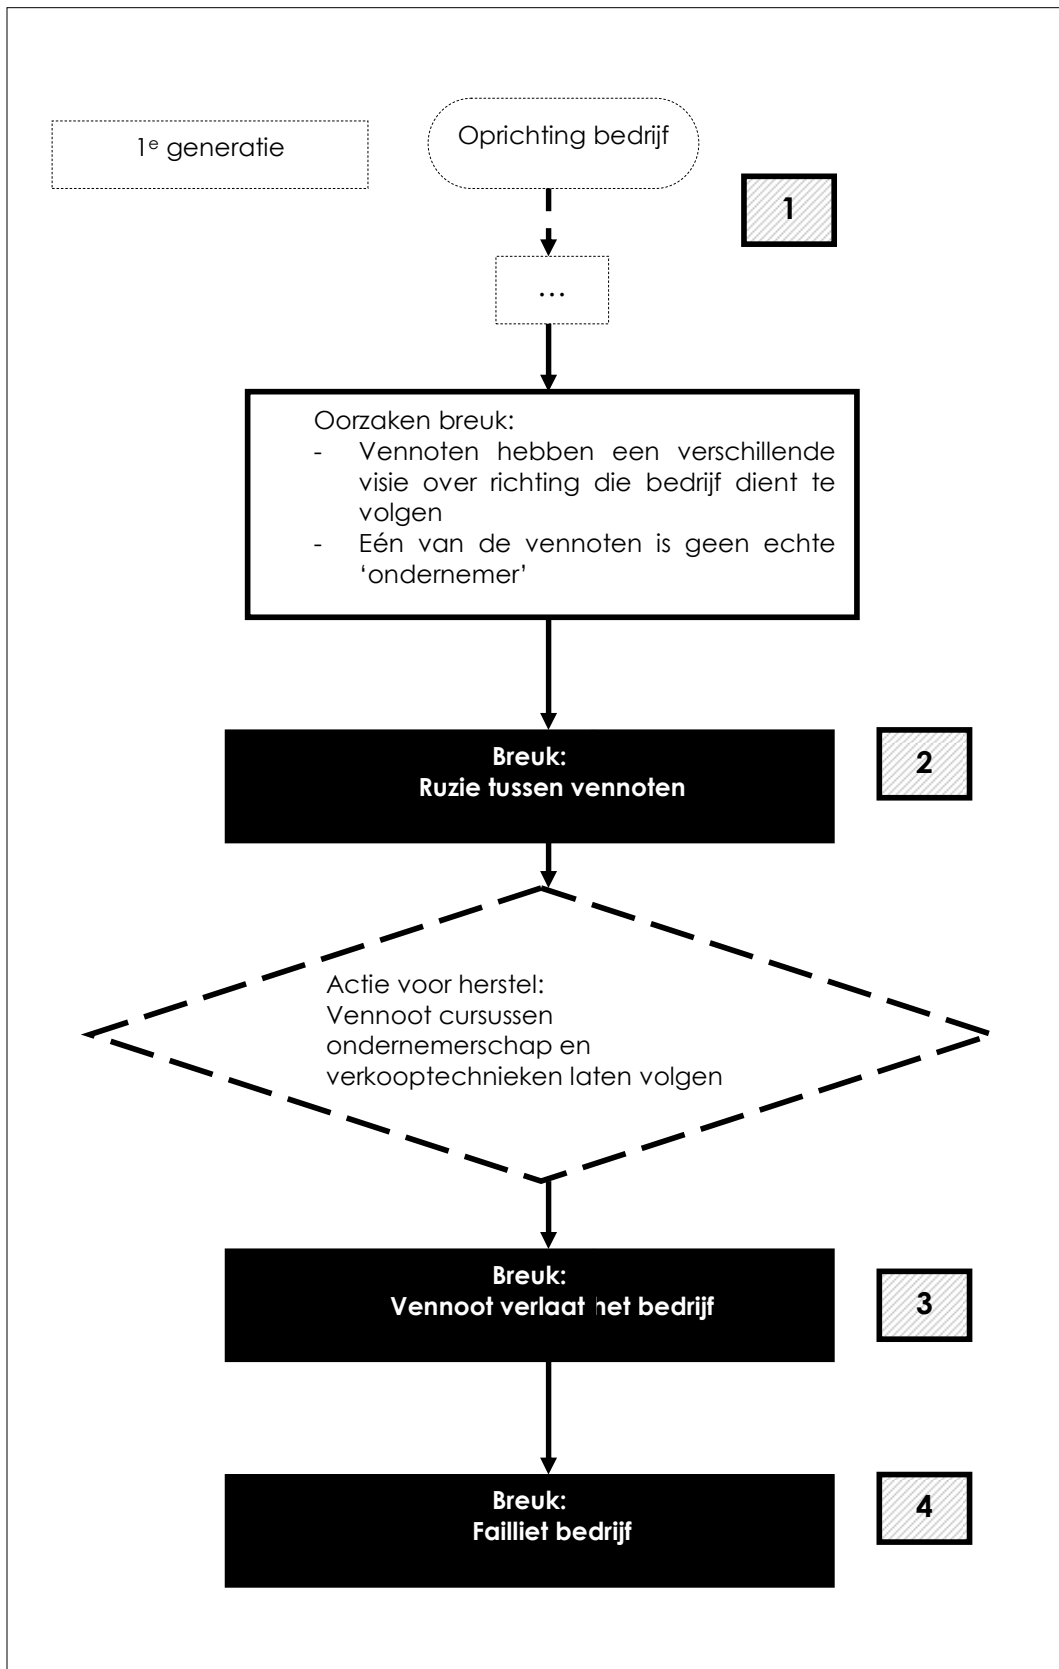 1e generatie
Oprichting bedrijf
1
…
Oorzaken breuk:
- Vennoten hebben een verschillende
visie over richting die bedrijf dient te
volgen
- Eén van de vennoten is geen echte
‘ondernemer’
Breuk:
Ruzie tussen vennoten
2
Actie voor herstel:
Vennoot cursussen
ondernemerschap en
verkooptechnieken laten volgen
Breuk:
Vennoot verlaat het bedrijf
3
Breuk:
Failliet bedrijf
4